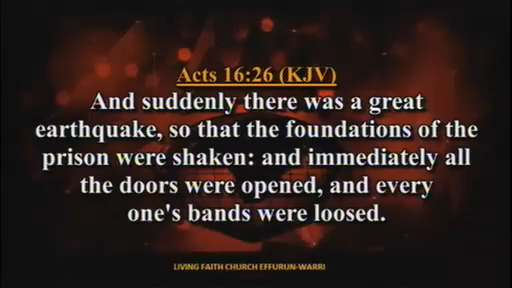 Acts 16:26 (KJV)
And suddenly there was a great
earthquake, so that the foundations of the
prison were shaken: and immediately all
the doors were opened, and every
one's bands were loosed.
LIVING FAITH CHURCH EFFURUN-WARRI